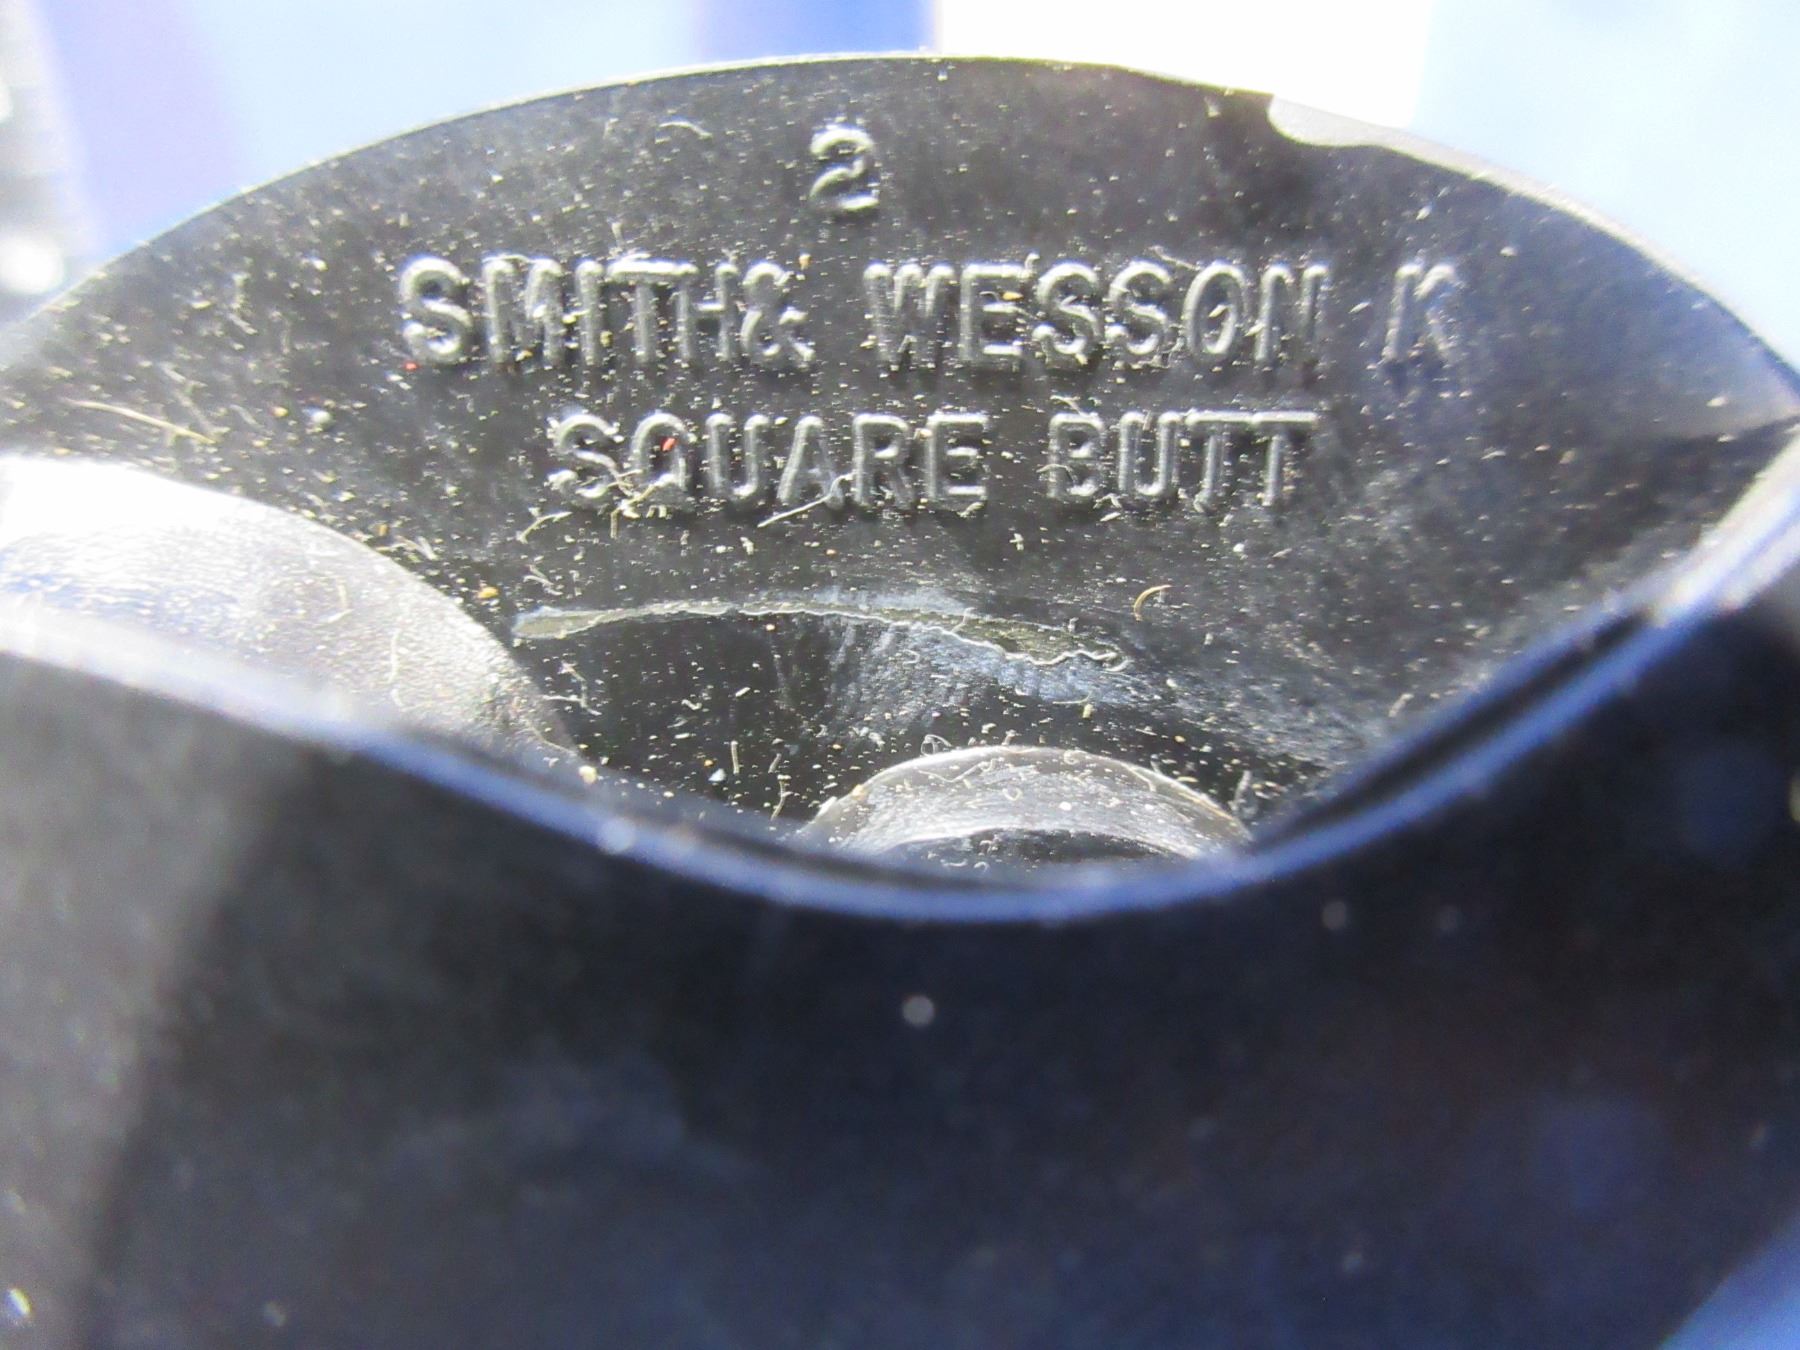 2
SMITH& WESSON K
SQUARE BUTT